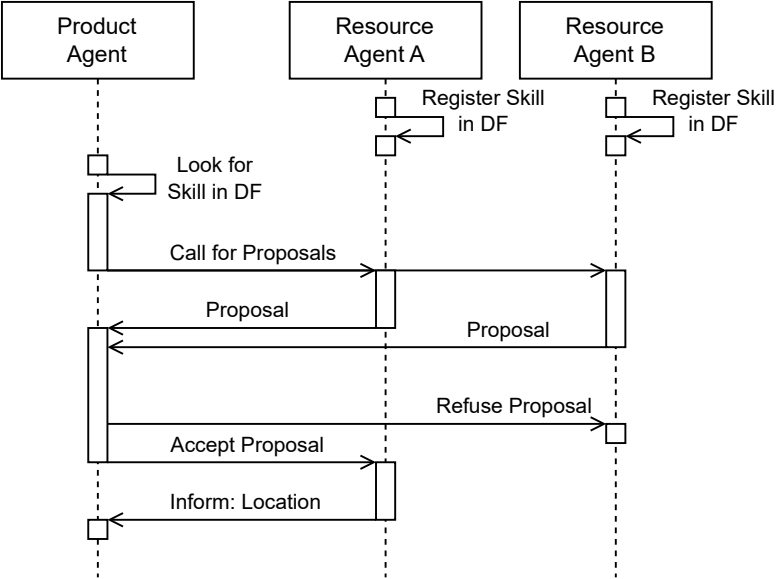 Product
Agent
Resource
Agent A
Resource
Agent B
Register Skill
in DF
Register Skill
in DF
Look for
Skill in DF
Call for Proposals
Proposal
Proposal
Refuse Proposal
Accept Proposal
Inform: Location